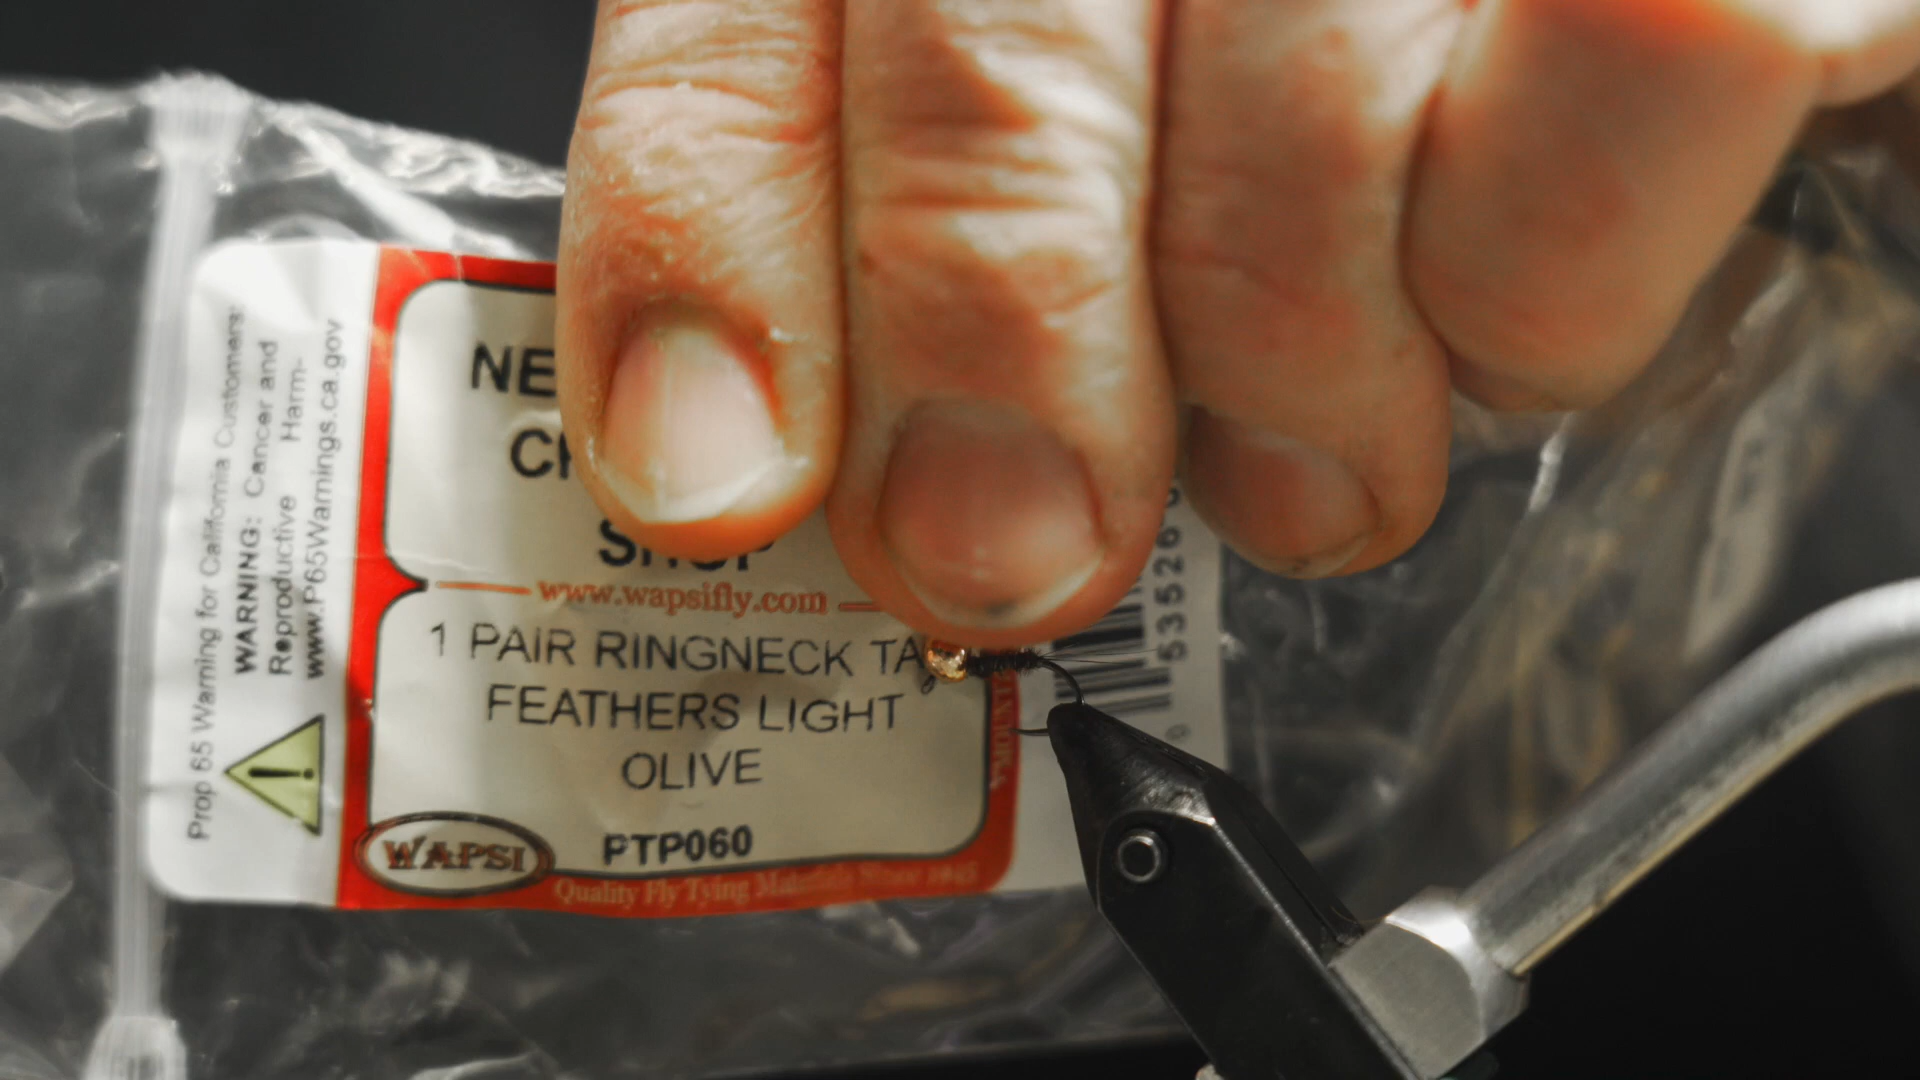 Prop 65 Warning for California Customers:
WARNING: Cancer and
Reproductive Harm-
www.P65Warnings.ca.gov
NE
SHOP
www.wapsifly.com
1 PAIR RINGNECK TA
FEATHERS LIGHT
OLIVE
PTP060
WAPSI
Quality Fly Tying Materials Since 1945
53526